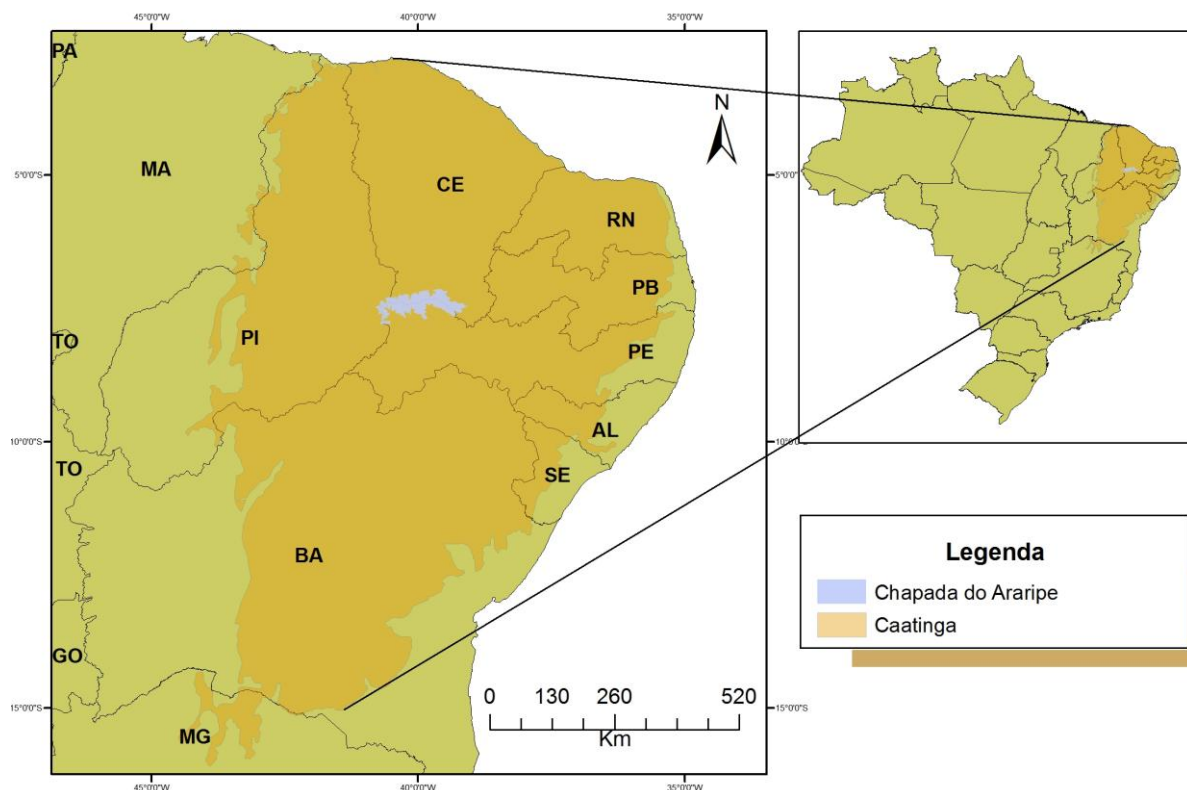 45°0'0"W 40°0'0"W 35°0'0"W
PA
N
MA
5°0'0"S
CE
5°0'0"S
RN
PB
TO
PI
PE
10°0'0"S
AL
10°0'0"S
TO
SE
BA
Legenda
Chapada do Araripe
Caatinga
GO
0 130 260 520
Km
15°0'0"S
15°0'0"S
MG
45°0'0"W 40°0'0"W 35°0'0"W